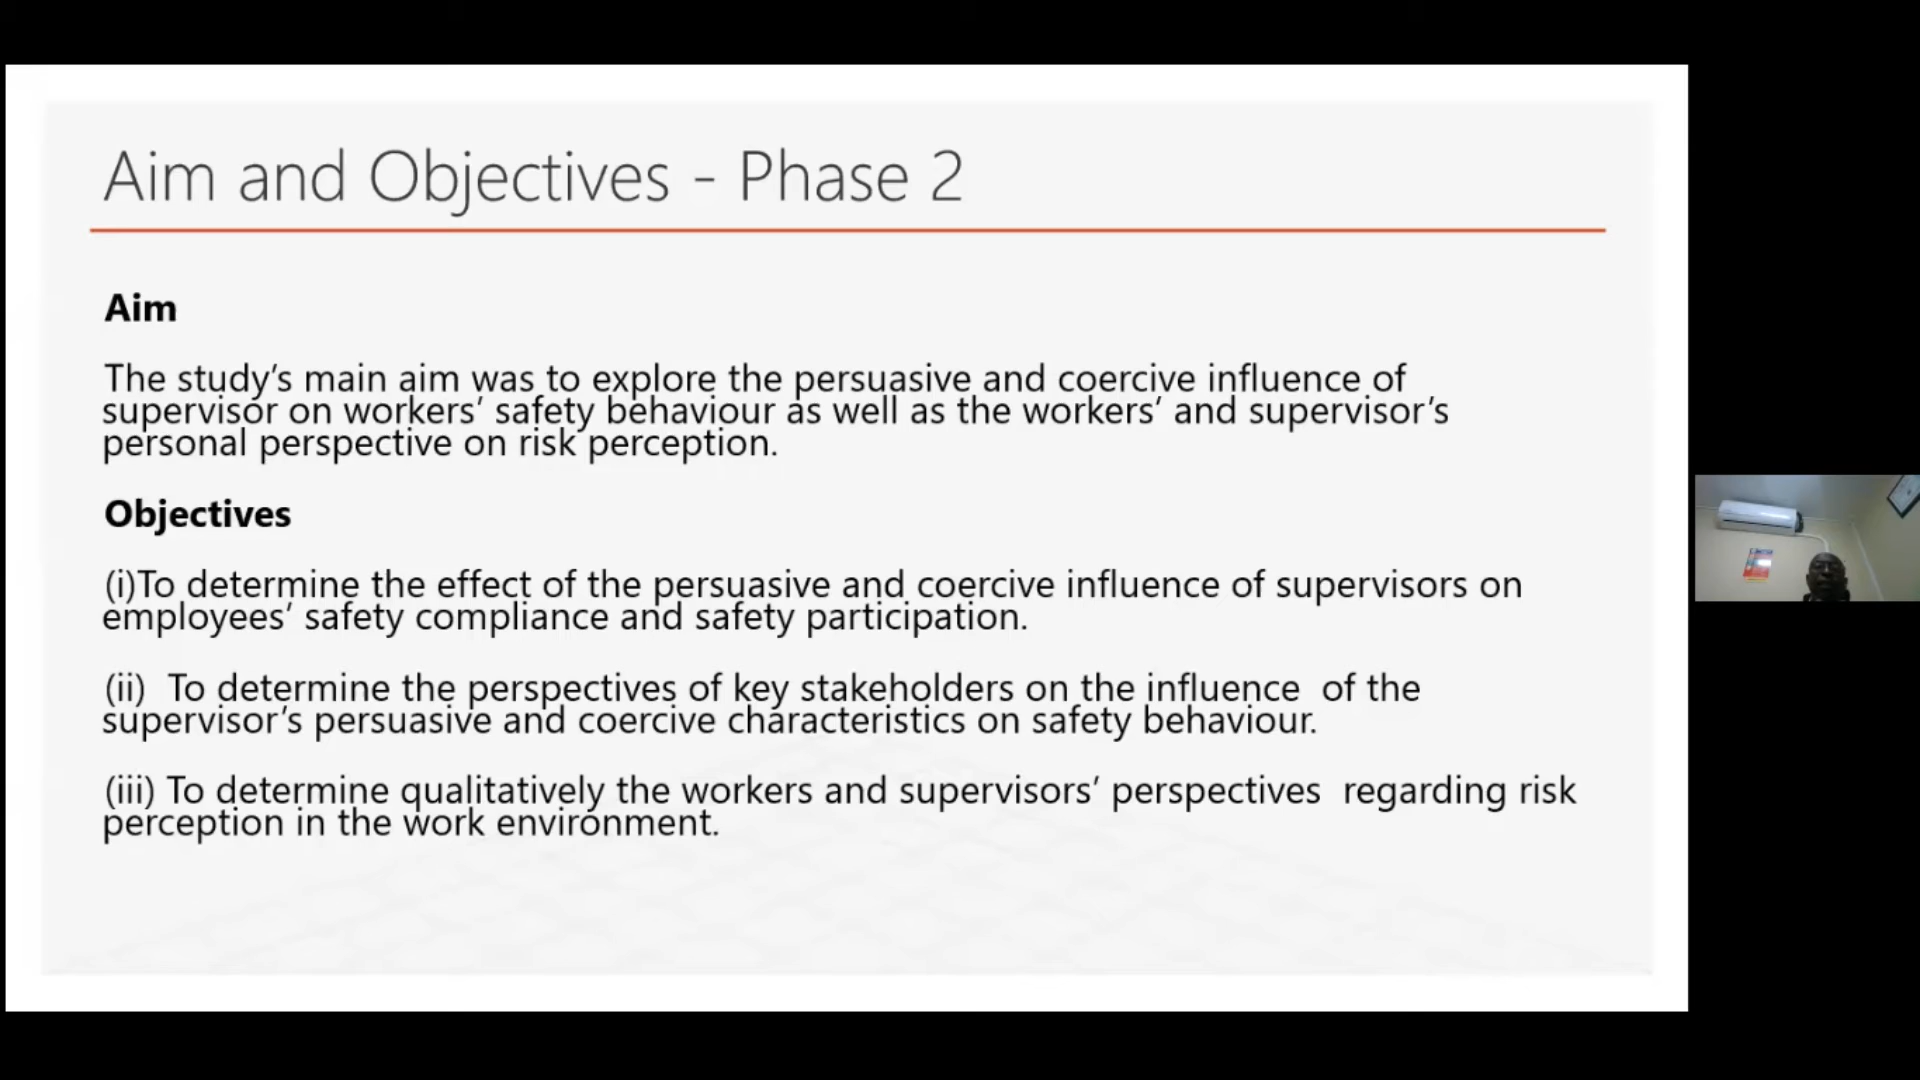 Aim and Objectives - Phase 2
Aim
The study's main aim was to explore the persuasive and coercive influence of
supervisor on workers' safety behaviour as well as the workers' and supervisor's
personal perspective on risk perception.
Objectives
(i)To determine the effect of the persuasive and coercive influence of supervisors on
employees' safety compliance and safety participation.
(ii)  To determine the perspectives of key stakeholders on the influence  of the
supervisor's persuasive and coercive characteristics on safety behaviour.
(iii) To determine qualitatively the workers and supervisors' perspectives  regarding risk
perception in the work environment.